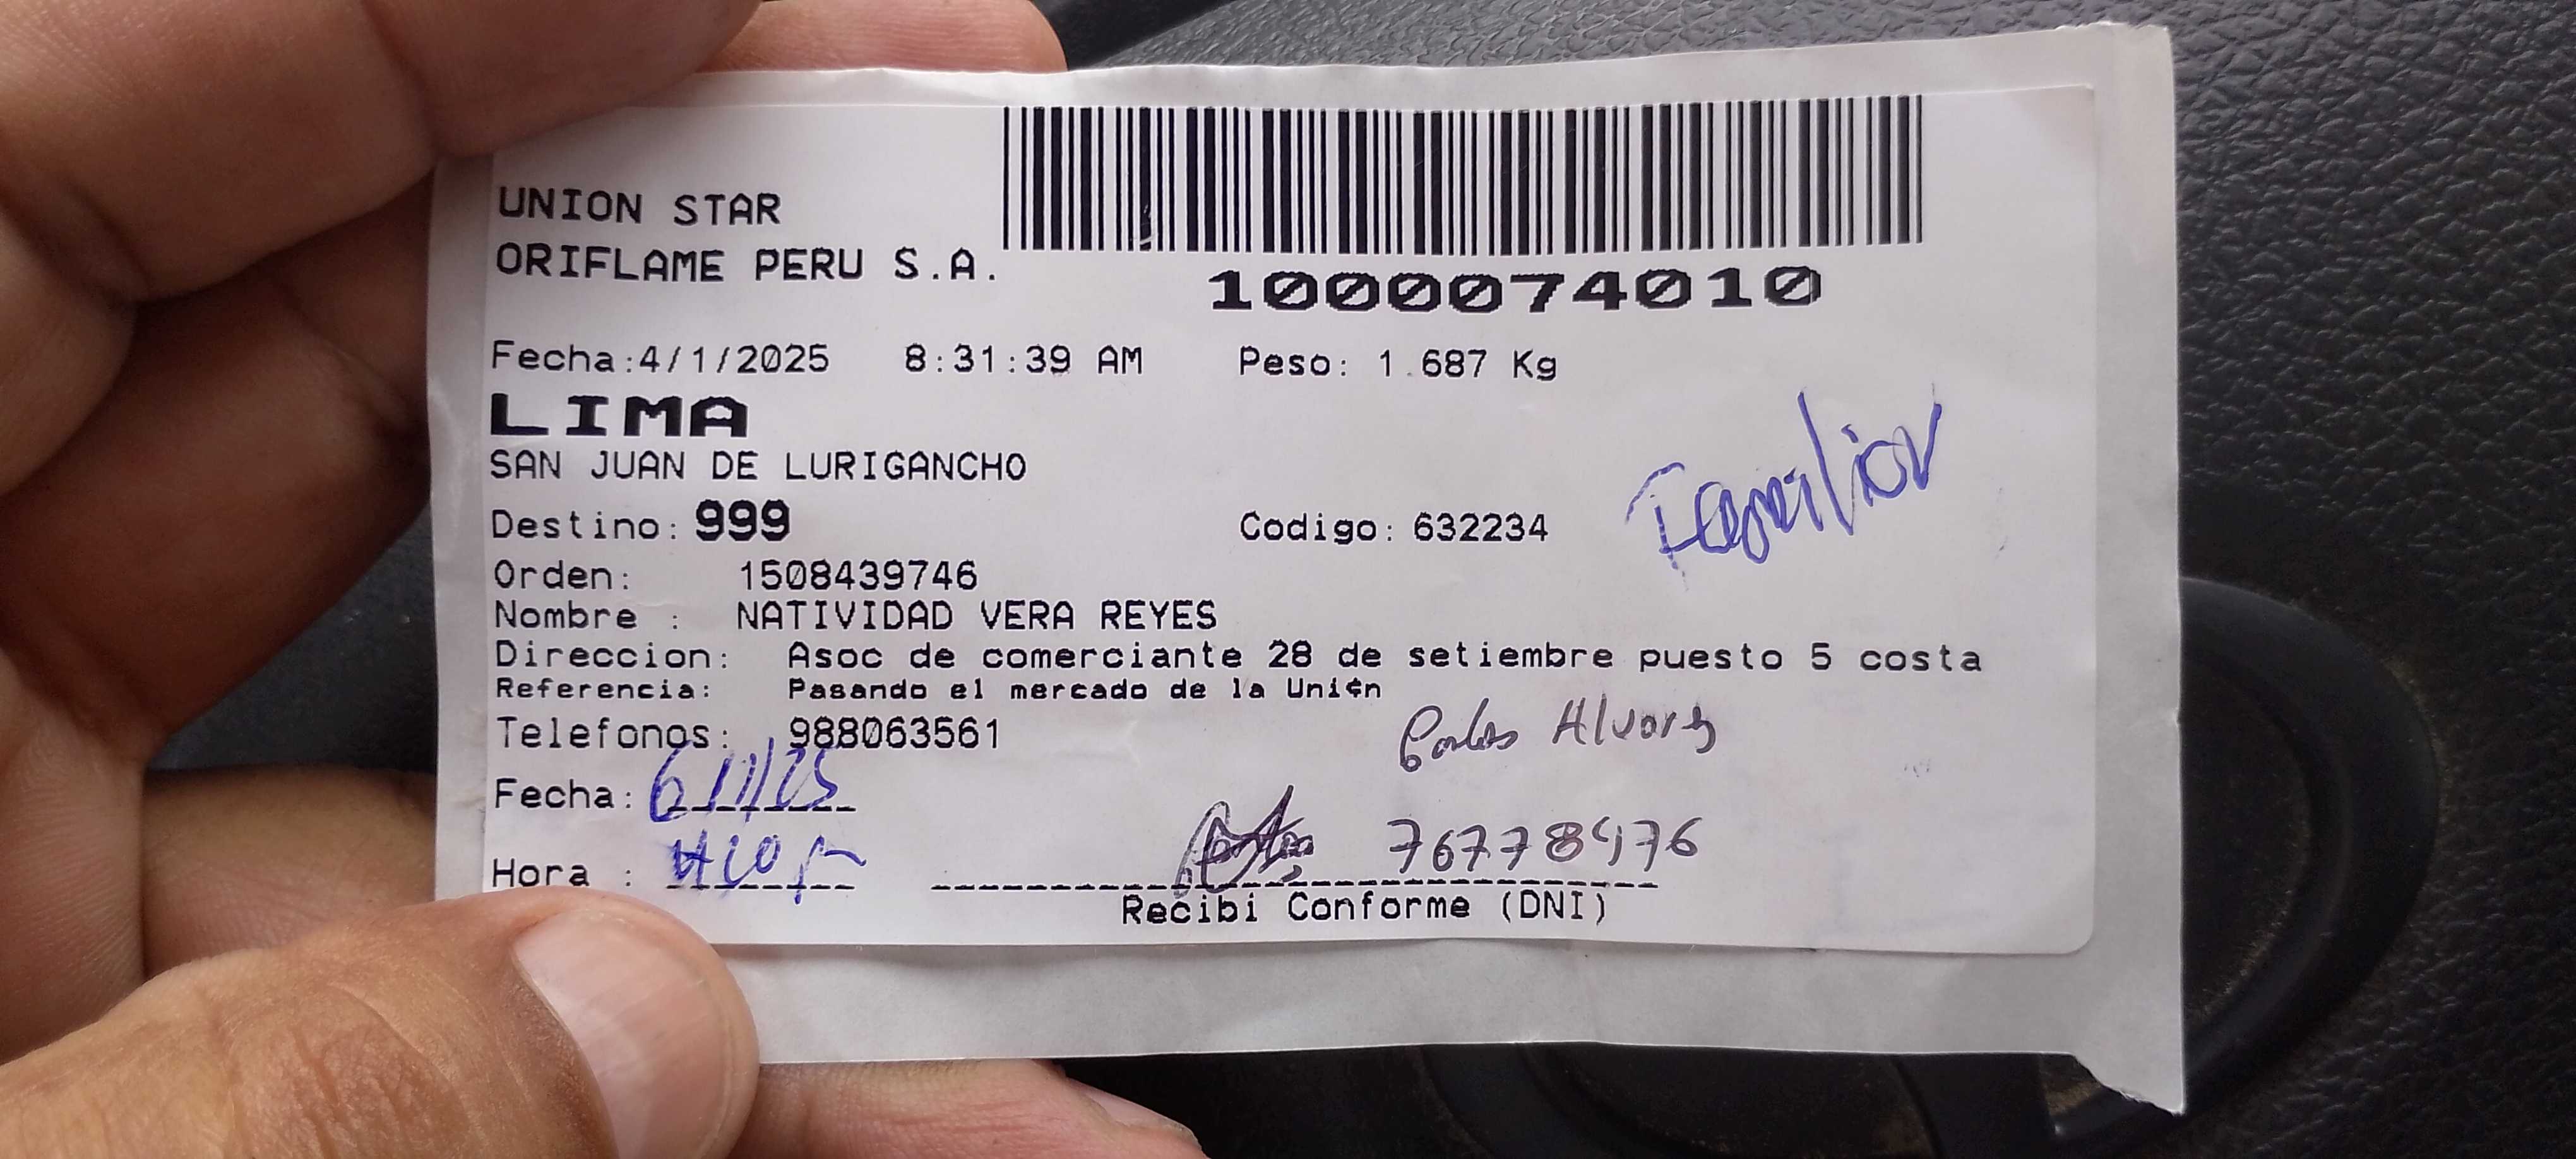 UNION STAR
ORIFLAME PERU S.A.
1000074010
Fecha:4/1/2025 8:31:39 AM Peso: 1.687 Kg
LIMA
SAN JUAN DE LURIGANCHO
Destino: 999 Codigo: 632234
Familiar
Orden: 1508439746
Nombre : NATIVIDAD VERA REYES
Direccion: Asoc de comerciante 28 de setiembre puesto 5 costa
Referencia: Pasando el mercado de la Uni¢n
Telefonos: 988063561
Carlos Alvares
Fecha: 6/1/25
Hora :
76778476
Recibi Conforme (DNI)